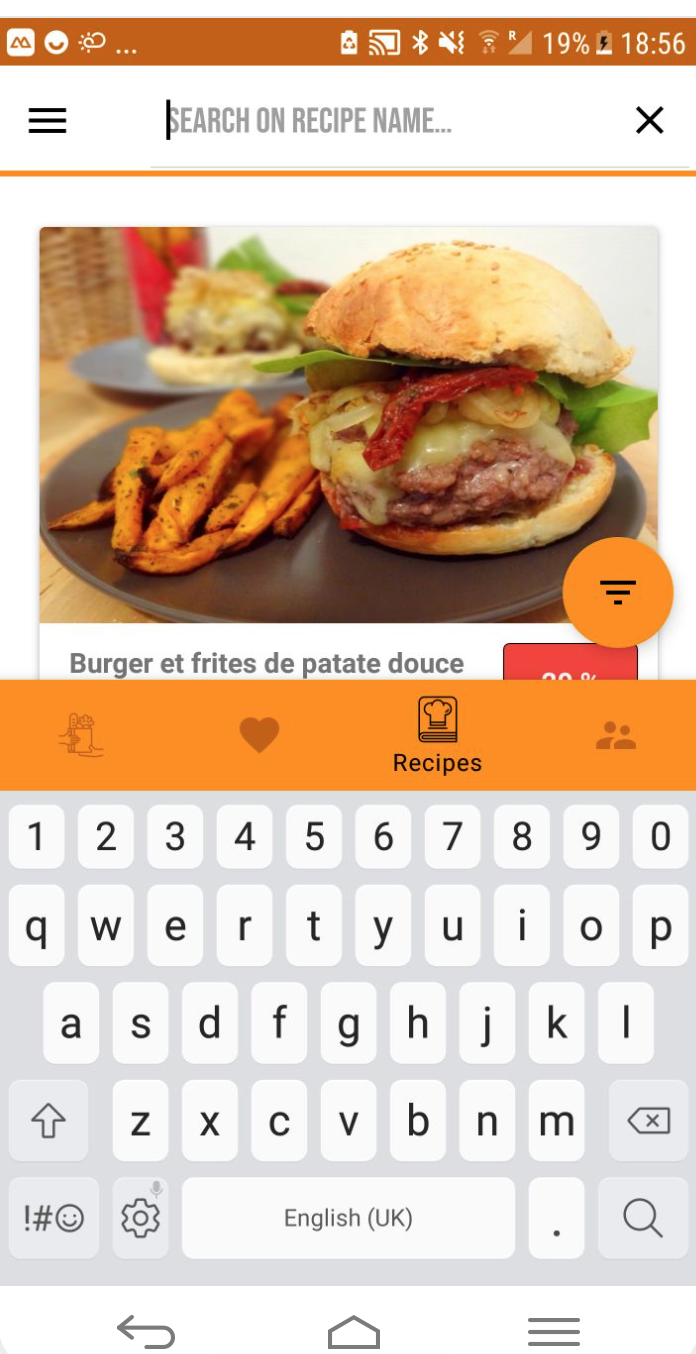 ... R 19% 18:56
SEARCH ON RECIPE NAME...
Burger et frites de patate douce
Recipes
1 2 3 4 5 6 7 8 9 0
q w e r t y u i o p
a s d f g h j k l
z x c v b n m
!#☺ English (UK) .